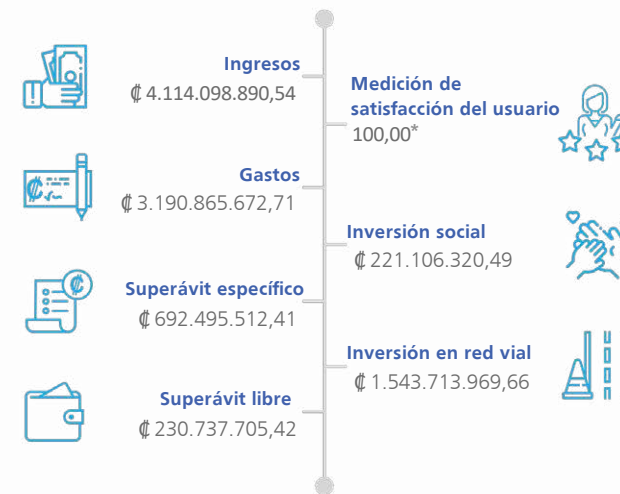 Ingresos
₡ 4.114.098.890,54
Medición de
satisfacción del usuario
100,00*
Gastos
₡ 3.190.865.672,71
Inversión social
₡ 221.106.320,49
Superávit específico
₡ 692.495.512,41
Inversión en red vial
₡ 1.543.713.969,66
Superávit libre
₡ 230.737.705,42